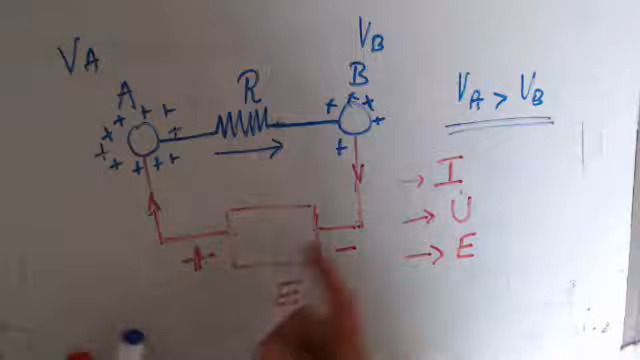 VA
VB
A
R
B
VA > VB
→ I
→ U
→ E
+
-
E